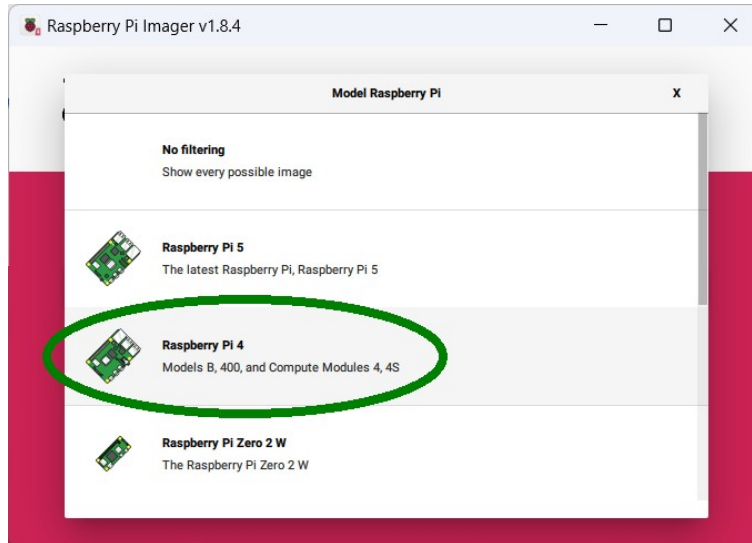 Raspberry Pi Imager v1.8.4
Model Raspberry Pi
X
No filtering
Show every possible image
Raspberry Pi 5
The latest Raspberry Pi, Raspberry Pi 5
Raspberry Pi 4
Models B, 400, and Compute Modules 4, 4S
Raspberry Pi Zero 2 W
The Raspberry Pi Zero 2 W